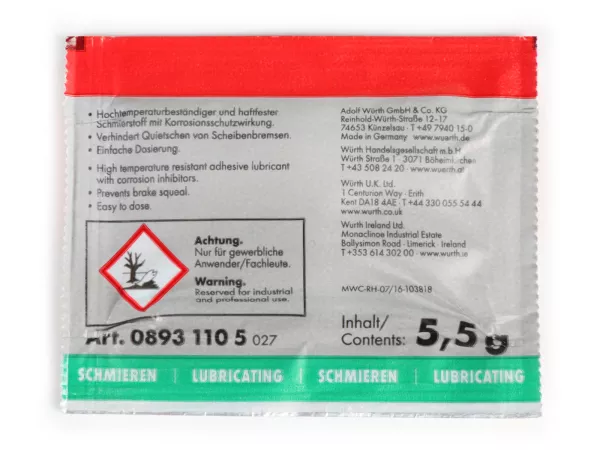 • Hochtemperaturbeständiger und haftfester
Schmierstoff mit Korrosionsschutzwirkung.
• Verhindert Quietschen von Scheibenbremsen.
• Einfache Dosierung.
• High temperature resistant adhesive lubricant
with corrosion inhibitors.
• Prevents brake squeal.
• Easy to dose.
Achtung.
Nur für gewerbliche
Anwender/Fachleute.
Warning.
Reserved for industrial
and professional use.
Art. 0893 110 5 027
Adolf Würth GmbH & Co. KG
Reinhold-Würth-Straße 12-17
74653 Künzelsau · T +49 7940 15-0
Made in Germany · www.wuerth.de
Würth Handelsgesellschaft m.b.H
Würth Straße 1 · 3071 Böheimkirchen
T +43 508 24 20 · www.wuerth.at
Würth U.K. Ltd.
1 Centurion Way · Erith
Kent DA18 4AE · T +44 330 055 54 44
www.wurth.co.uk
Wurth Ireland Ltd.
Monaclinoe Industrial Estate
Ballysimon Road · Limerick · Ireland
T +353 614 302 00 · www.wurth.ie
MWC-RH-07/16-103818
Inhalt/
Contents: 5,5 g
SCHMIEREN | LUBRICATING | SCHMIEREN | LUBRICATING